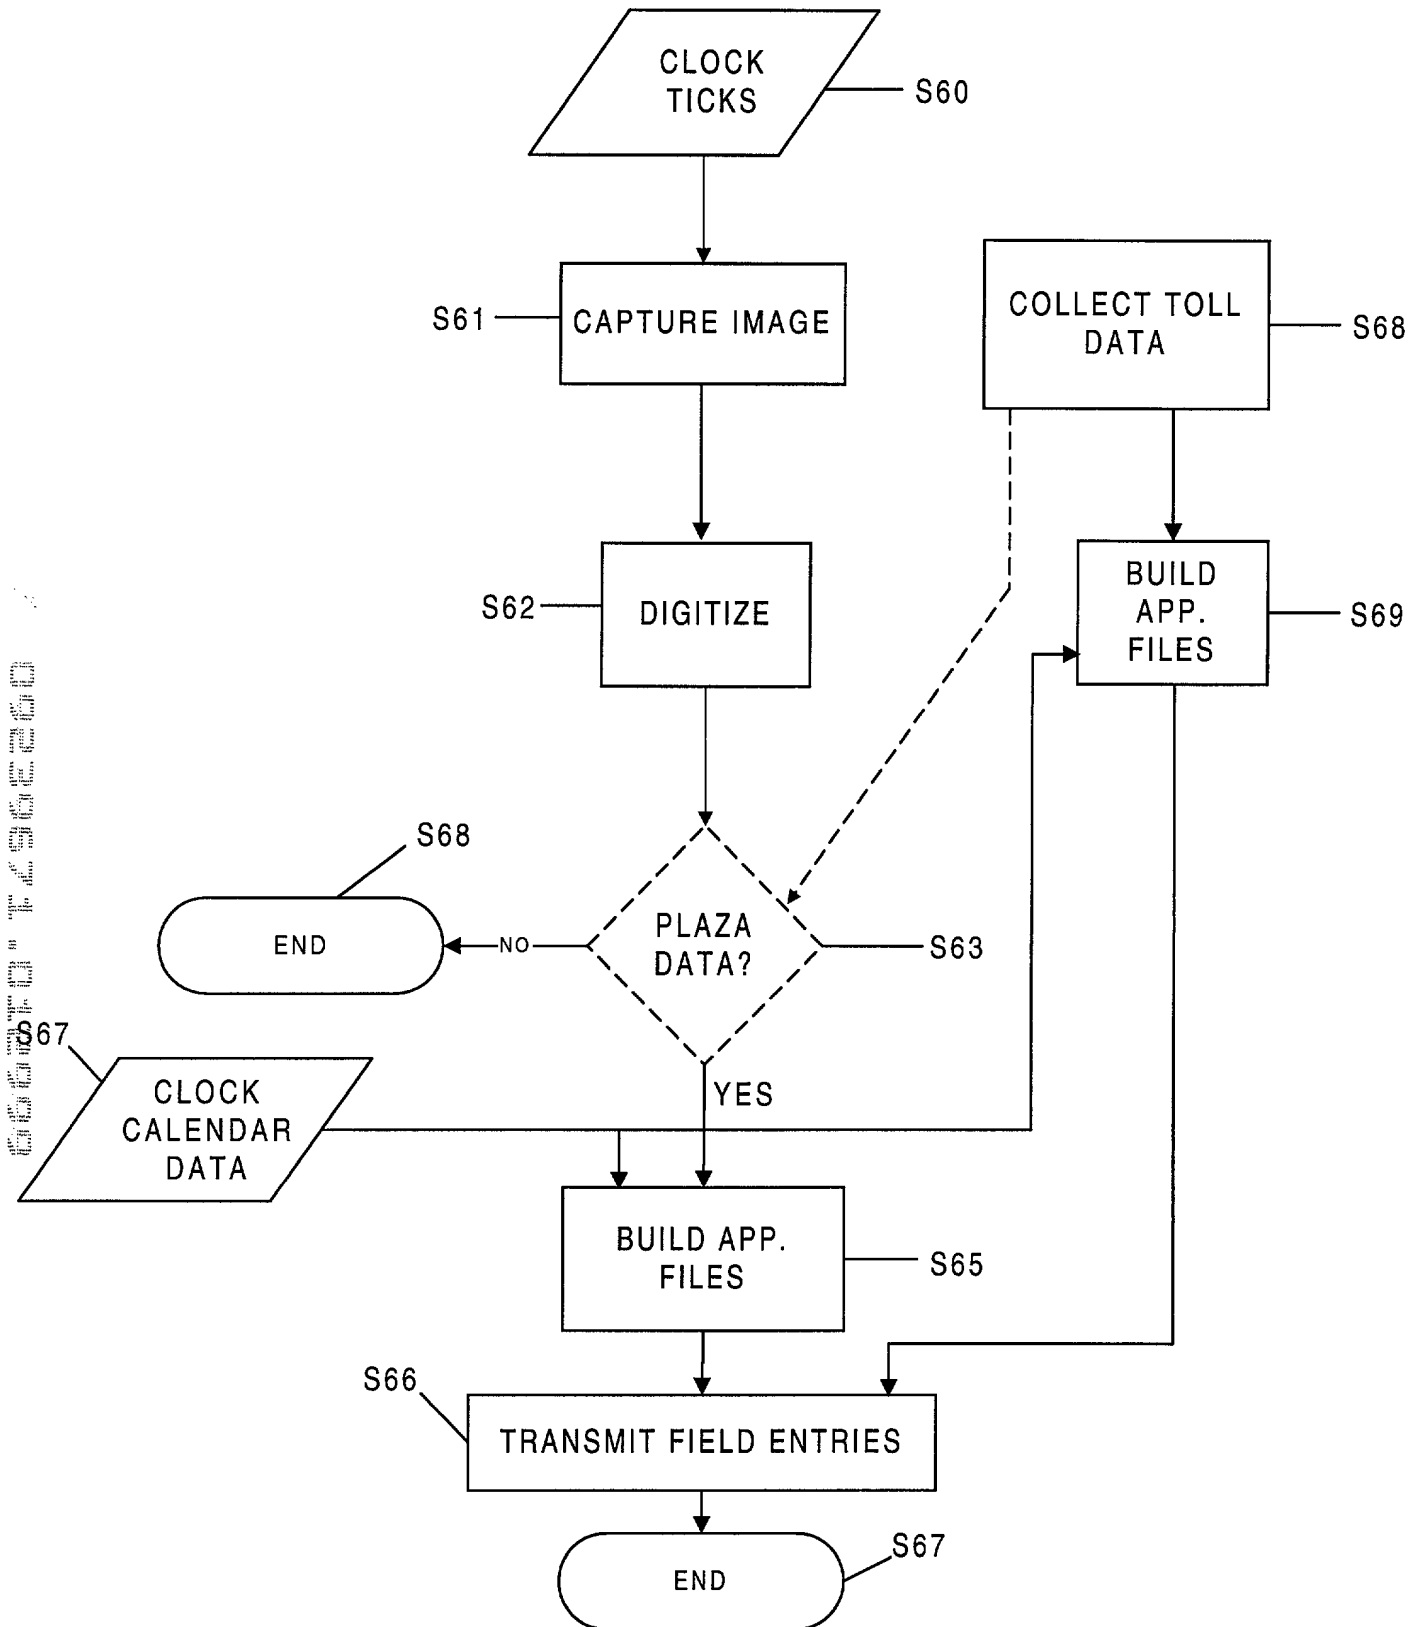 CLOCK
TICKS
S60
S61
CAPTURE IMAGE
COLLECT TOLL
DATA
S68
S62
DIGITIZE
BUILD
APP.
FILES
S69
S68
END
NO
PLAZA
DATA?
S63
S67
CLOCK
CALENDAR
DATA
YES
BUILD APP.
FILES
S65
S66
TRANSMIT FIELD ENTRIES
S67
END